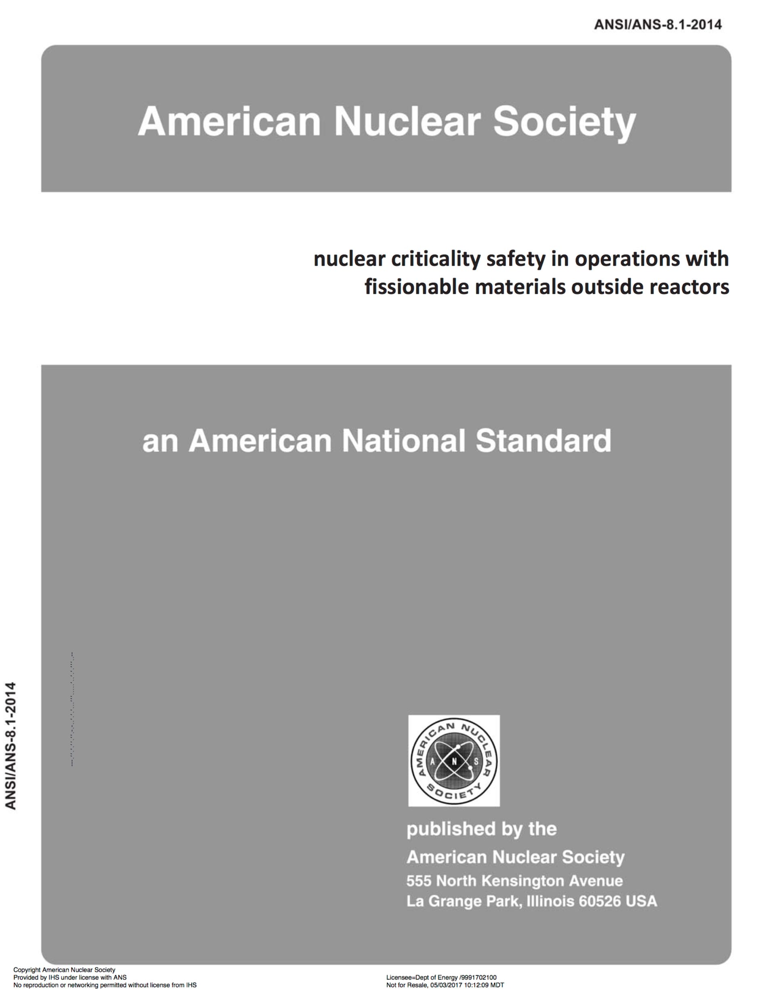 ANSI/ANS-8.1-2014
American Nuclear Society
nuclear criticality safety in operations with
fissionable materials outside reactors
an American National Standard
ANSI/ANS-8.1-2014
AMERICAN NUCLEAR SOCIETY
A N S
published by the
American Nuclear Society
555 North Kensington Avenue
La Grange Park, Illinois 60526 USA
Copyright American Nuclear Society
Provided by IHS under license with ANS
No reproduction or networking permitted without license from IHS
Licensee=Dept of Energy /9991702100
Not for Resale, 05/03/2017 10:12:09 MDT